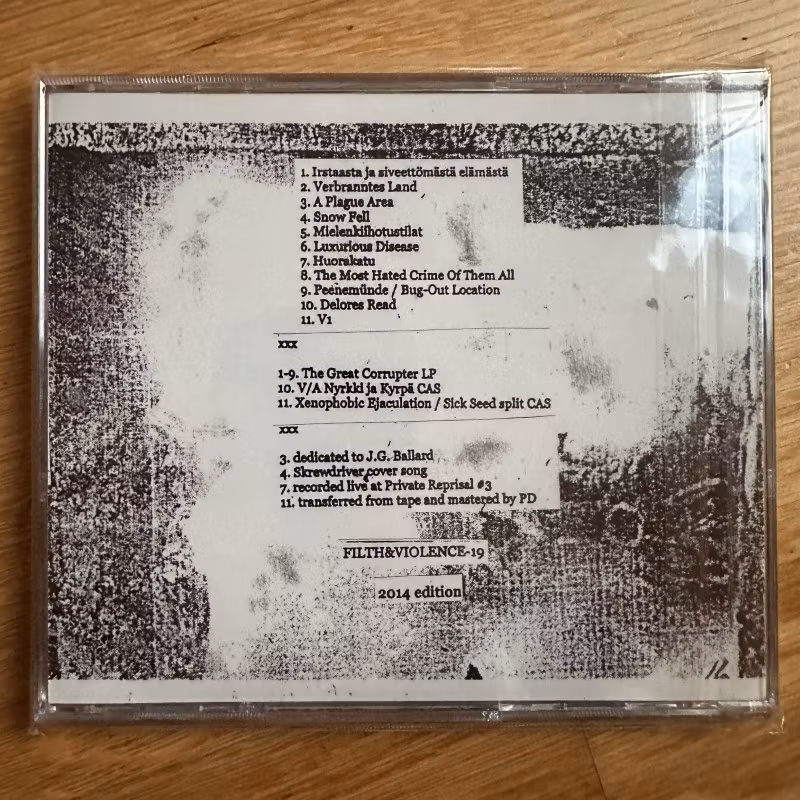 1. Irstaasta ja siveettömästä elämästä
2. Verbranntes Land
3. A Plague Area
4. Snow Fell
5. Mielenkiihotustilat
6. Luxurious Disease
7. Huorakatu
8. The Most Hated Crime Of Them All
9. Peenemünde / Bug-Out Location
10. Delores Read
11. V1
xxx
1-9. The Great Corrupter LP
10. V/A Nyrkki ja Kyrpä CAS
11. Xenophobic Ejaculation / Sick Seed split CAS
xxx
3. dedicated to J.G. Ballard
4. Skrewdriver cover song
7. recorded live at Private Reprisal #3
11. transferred from tape and mastered by PD
FILTH&VIOLENCE-19
2014 edition